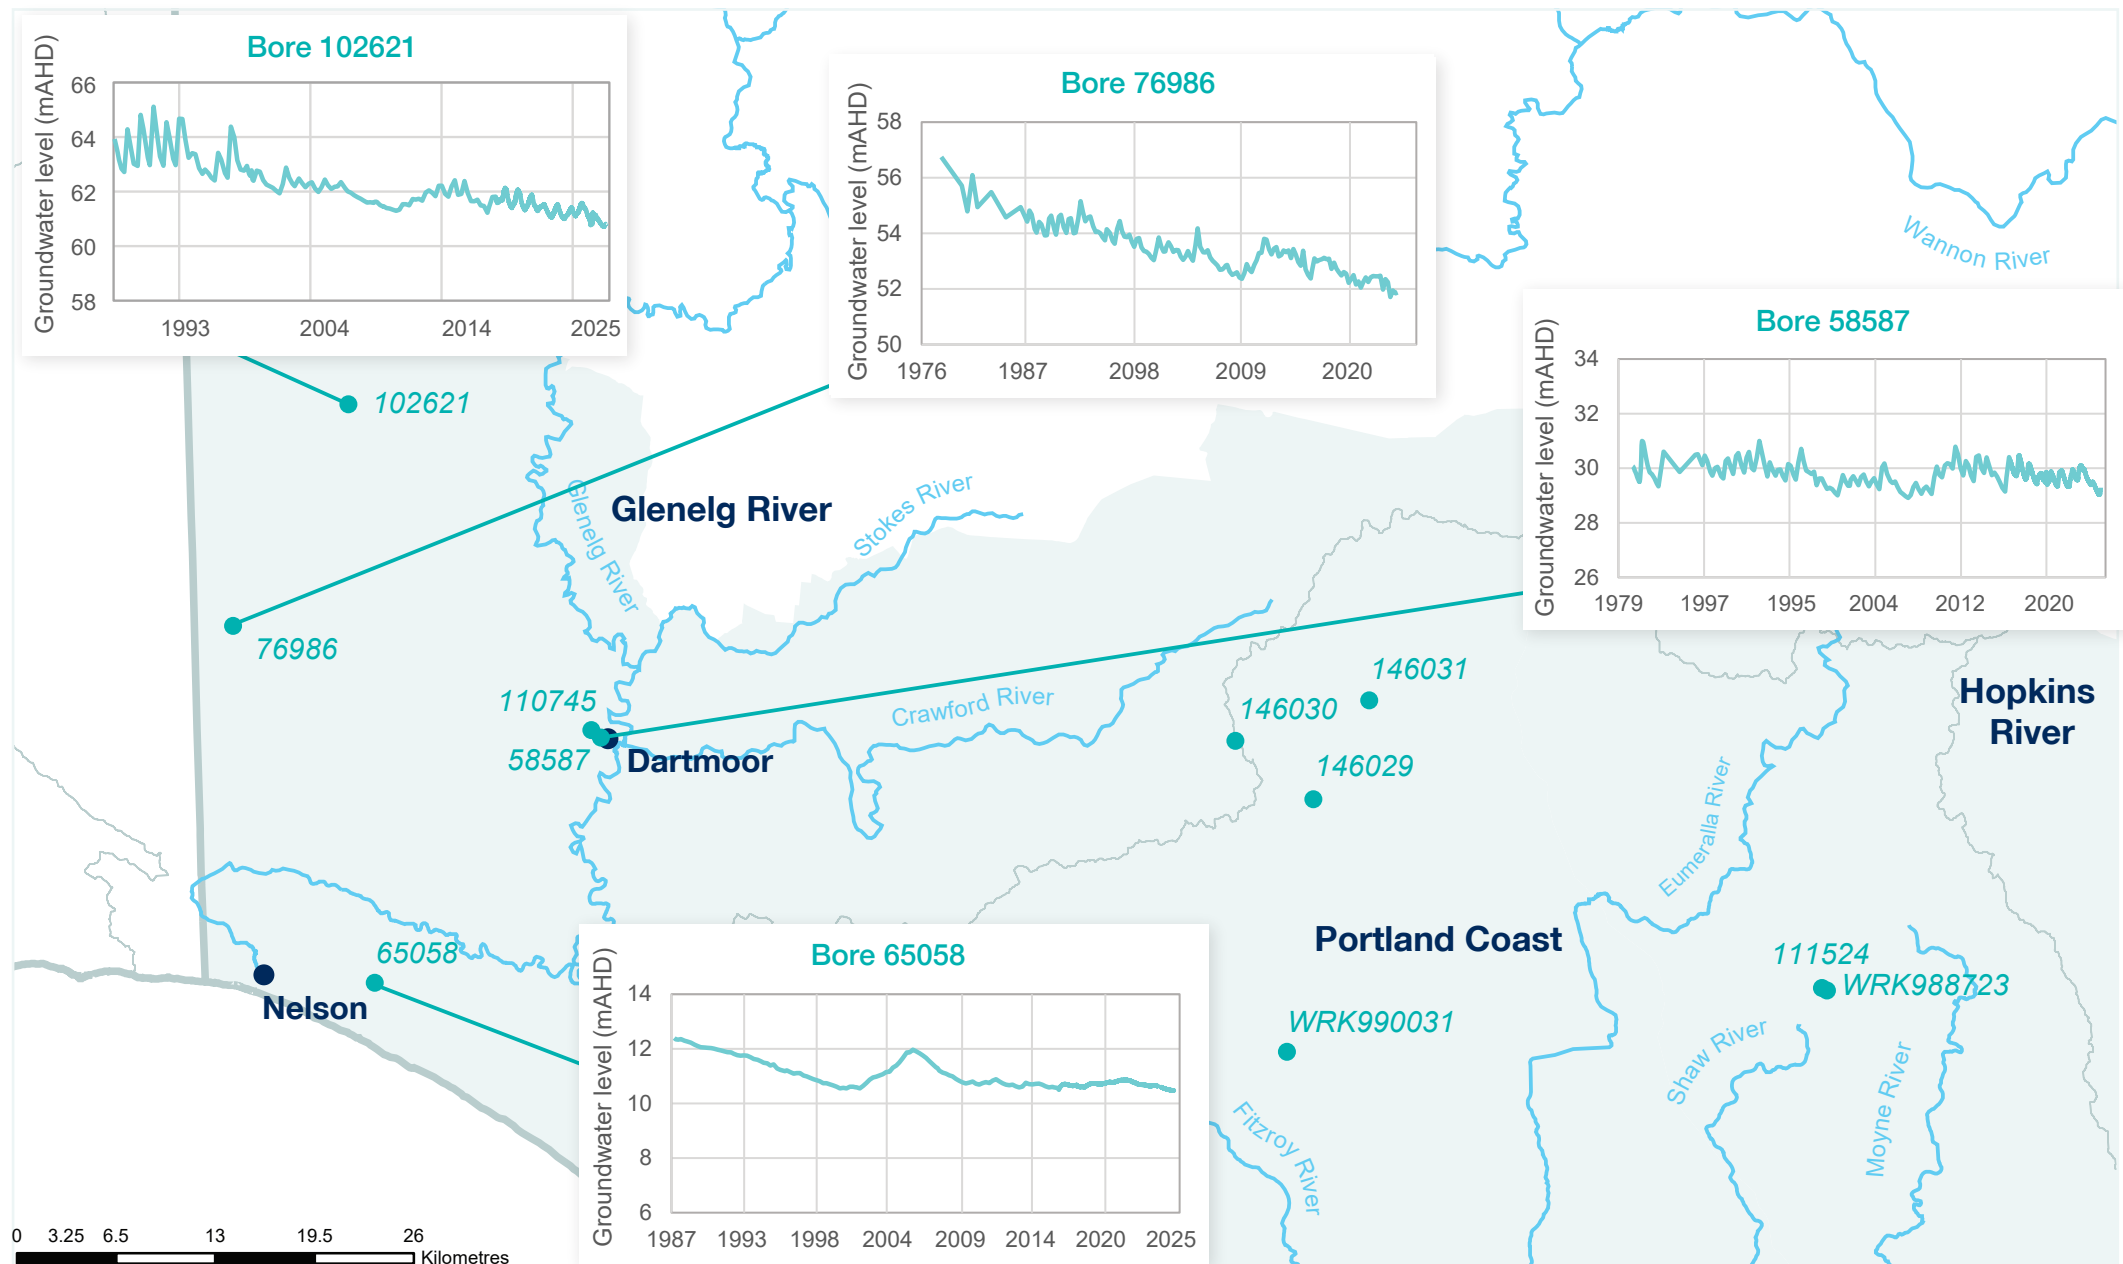 Bore 102621
Groundwater level (mAHD)
66
64
62
60
58
1993 2004 2014 2025
Bore 76986
Groundwater level (mAHD)
58
56
54
52
50
1976 1987 2098 2009 2020
Wannon River
Bore 58587
Groundwater level (mAHD)
34
32
30
28
26
1979 1997 1995 2004 2012 2020
102621
Glenelg River
Glenelg River
Stokes River
76986
110745
58587
Dartmoor
Crawford River
146031
146030
146029
Hopkins
River
Eumeralla River
Portland Coast
65058
Nelson
Bore 65058
Groundwater level (mAHD)
14
12
10
8
6
1987 1993 1998 2004 2009 2014 2020 2025
111524
WRK988723
WRK990031
Shaw River
Moyne River
Fitzroy River
0 3.25 6.5 13 19.5 26
Kilometres